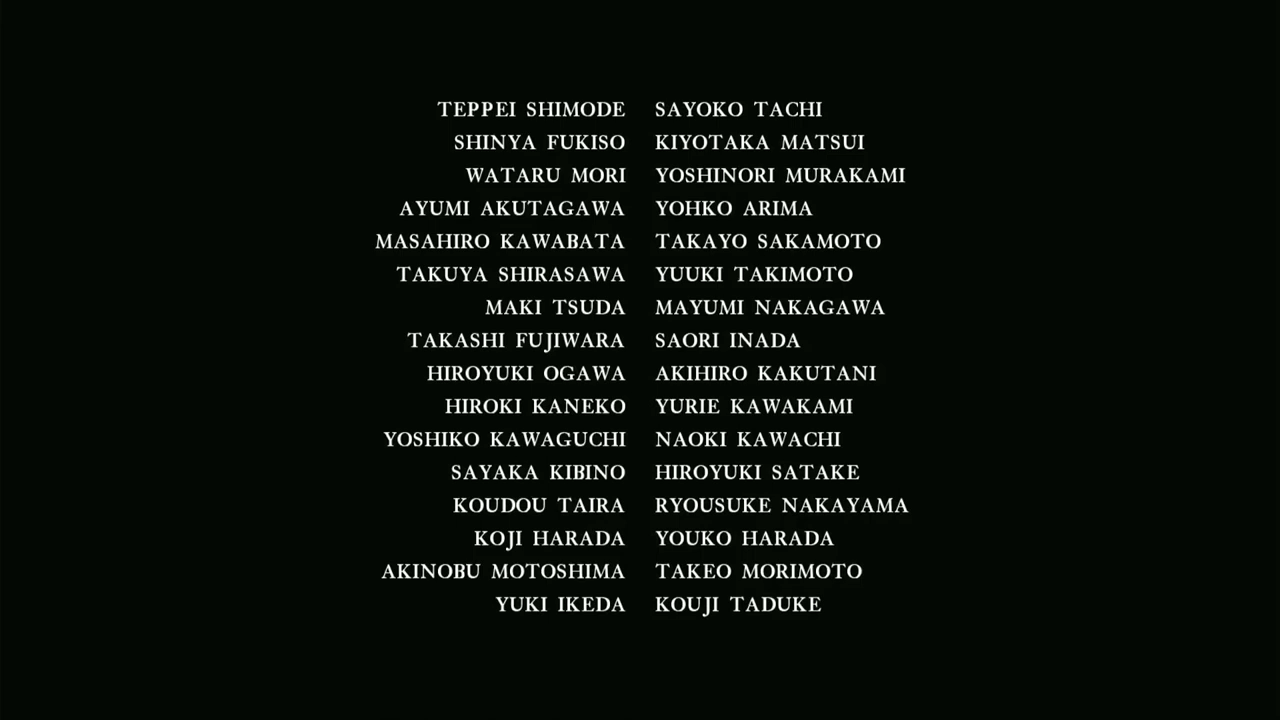 TEPPEI SHIMODE SAYOKO TACHI
SHINYA FUKISO KIYOTAKA MATSUI
WATARU MORI YOSHINORI MURAKAMI
AYUMI AKUTAGAWA YOHKO ARIMA
MASAHIRO KAWABATA TAKAYO SAKAMOTO
TAKUYA SHIRASAWA YUUKI TAKIMOTO
MAKI TSUDA MAYUMI NAKAGAWA
TAKASHI FUJIWARA SAORI INADA
HIROYUKI OGAWA AKIHIRO KAKUTANI
HIROKI KANEKO YURIE KAWAKAMI
YOSHIKO KAWAGUCHI NAOKI KAWACHI
SAYAKA KIBINO HIROYUKI SATAKE
KOUDOU TAIRA RYOUSUKE NAKAYAMA
KOJI HARADA YOUKO HARADA
AKINOBU MOTOSHIMA TAKEO MORIMOTO
YUKI IKEDA KOUJI TADUKE